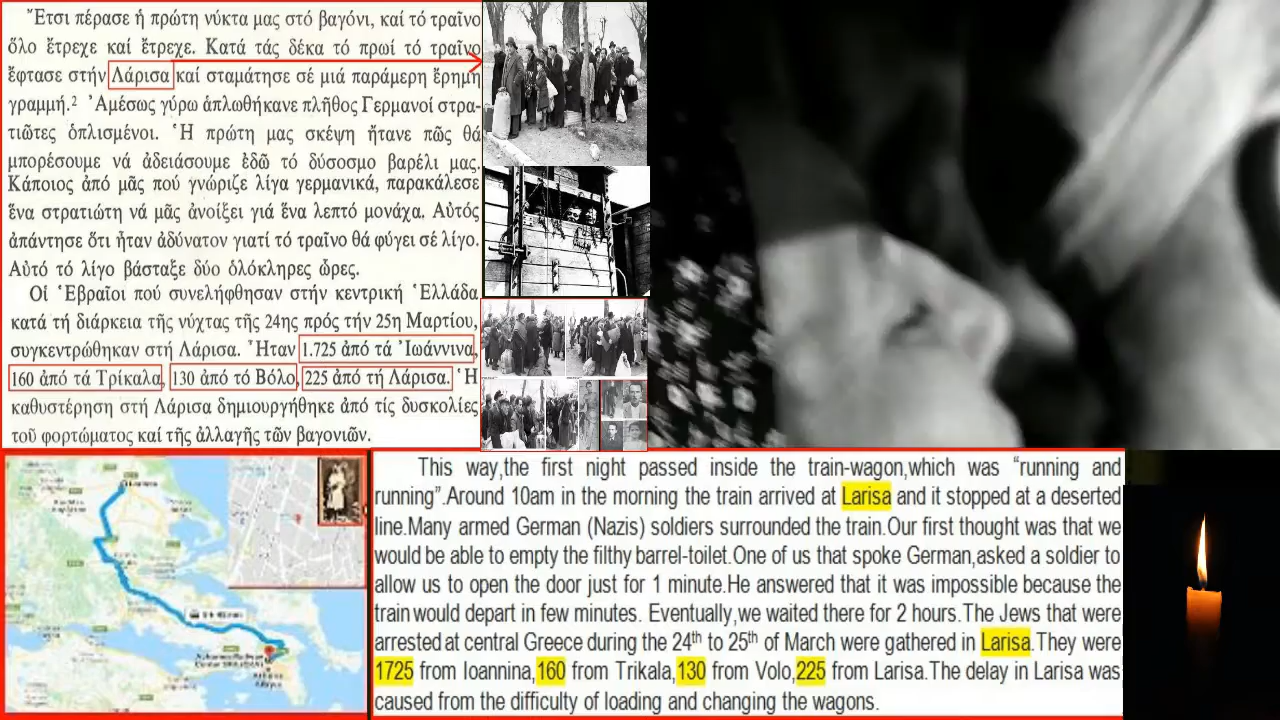 Ἔτσι πέρασε ἡ πρώτη νύκτα μας στό βαγόνι, καί τό τραῖνο
ὅλο ἔτρεχε καί ἔτρεχε. Κατά τάς δέκα τό πρωί τό τραῖνο
ἔφτασε στήν Λάρισα καί σταμάτησε σέ μιά παράμερη ἔρημη
γραμμή.² Ἀμέσως γύρω ἁπλωθήκανε πλῆθος Γερμανοί στρα-
τιῶτες ὁπλισμένοι. Ἡ πρώτη μας σκέψη ἤτανε πῶς θά
μπορέσουμε νά ἀδειάσουμε ἐδῶ τό δύσοσμο βαρέλι μας.
Κάποιος ἀπό μᾶς πού γνώριζε λίγα γερμανικά, παρακάλεσε
ἕνα στρατιώτη νά μᾶς ἀνοίξει γιά ἕνα λεπτό μονάχα. Αὐτός
ἀπάντησε ὅτι ἦταν ἀδύνατον γιατί τό τραῖνο θά φύγει σέ λίγο.
Αὐτό τό λίγο βάσταξε δύο ὁλόκληρες ὧρες.
Οἱ Ἑβραῖοι πού συνελήφθησαν στήν κεντρική Ἑλλάδα
κατά τή διάρκεια τῆς νύχτας τῆς 24ης πρός τήν 25η Μαρτίου,
συγκεντρώθηκαν στή Λάρισα. Ἦταν 1.725 ἀπό τά Ἰωάννινα,
160 ἀπό τά Τρίκαλα, 130 ἀπό τό Βόλο, 225 ἀπό τή Λάρισα. Ἡ
καθυστέρηση στή Λάρισα δημιουργήθηκε ἀπό τίς δυσκολίες
τοῦ φορτώματος καί τῆς ἀλλαγῆς τῶν βαγονιῶν.
This way,the first night passed inside the train-wagon,which was “running and
running”.Around 10am in the morning the train arrived at Larisa and it stopped at a deserted
line.Many armed German (Nazis) soldiers surrounded the train.Our first thought was that we
would be able to empty the filthy barrel-toilet.One of us that spoke German,asked a soldier to
allow us to open the door just for 1 minute.He answered that it was impossible because the
train would depart in few minutes. Eventually,we waited there for 2 hours.The Jews that were
arrested at central Greece during the 24th to 25th of March were gathered in Larisa.They were
1725 from Ioannina,160 from Trikala,130 from Volo,225 from Larisa.The delay in Larisa was
caused from the difficulty of loading and changing the wagons.